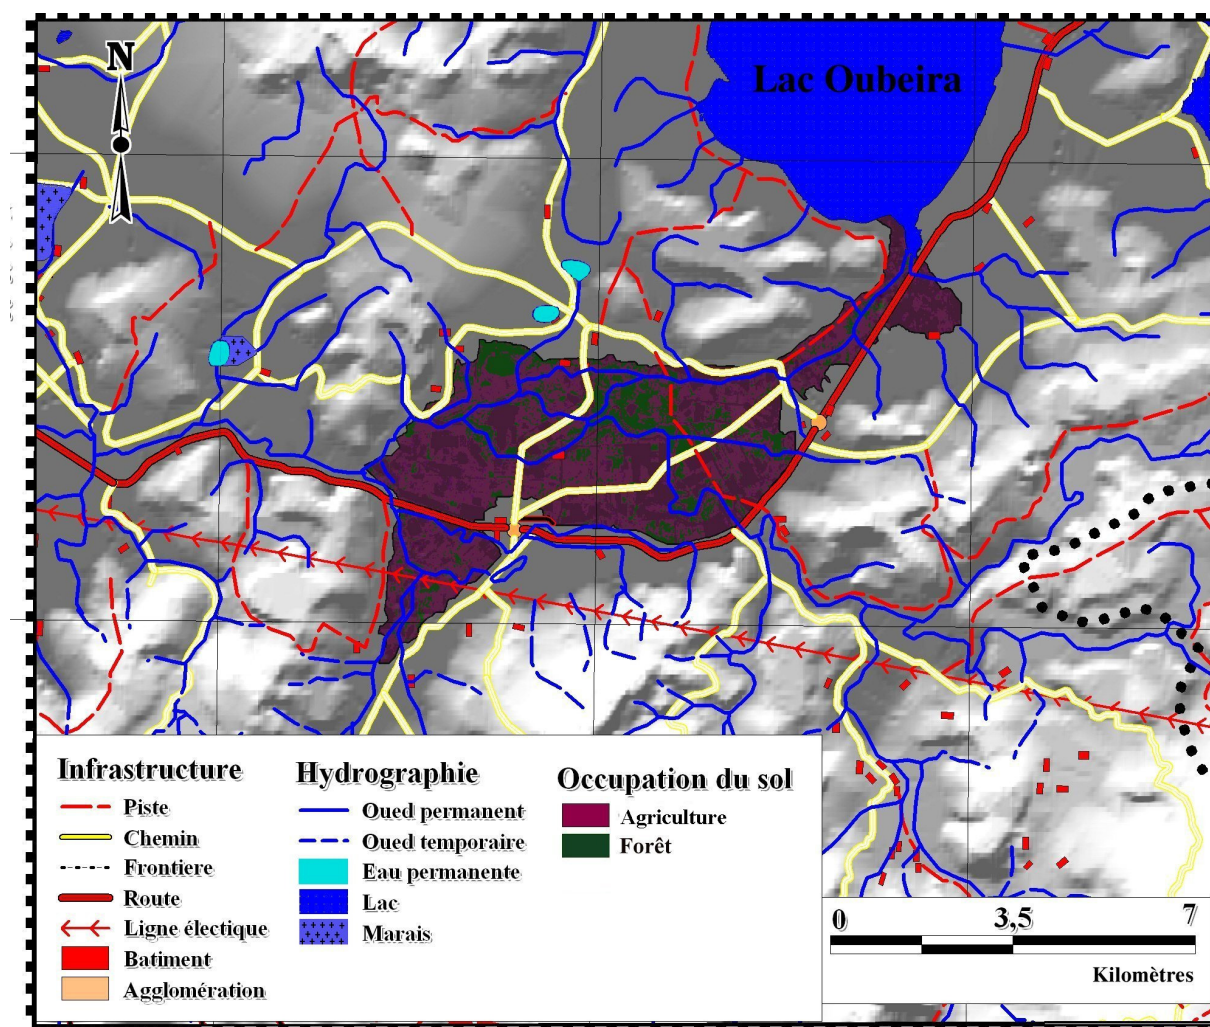 N
Lac Oubeira
Infrastructure
Piste
Chemin
Frontiere
Route
Ligne électique
Batiment
Agglomération
Hydrographie
Oued permanent
Oued temporaire
Eau permanente
Lac
Marais
Occupation du sol
Agriculture
Forêt
0 3,5 7
Kilomètres